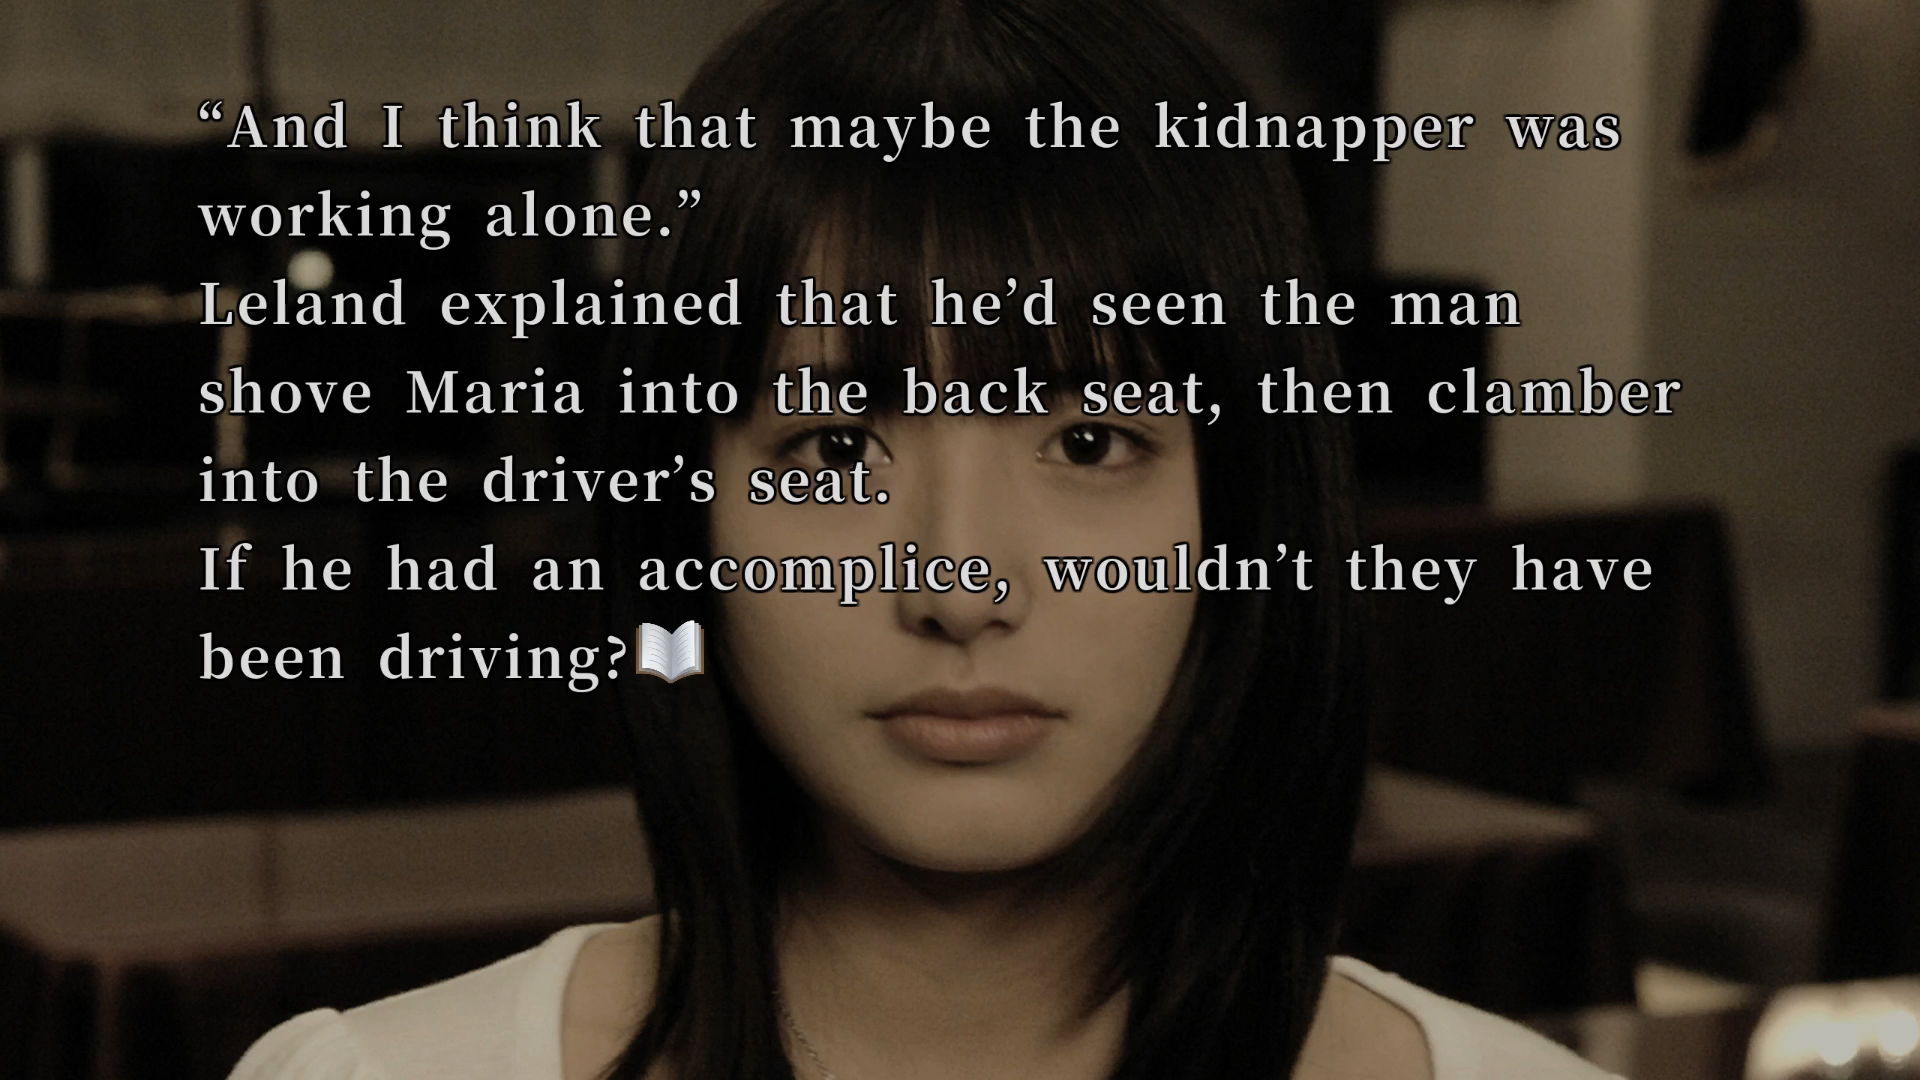 “And I think that maybe the kidnapper was
working alone.”
Leland explained that he’d seen the man
shove Maria into the back seat, then clamber
into the driver’s seat.
If he had an accomplice, wouldn’t they have
been driving?